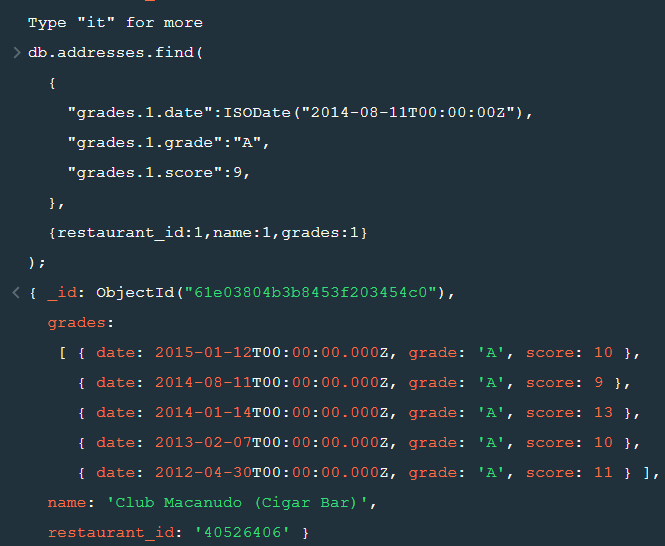 Type "it" for more
> db.addresses.find(
{
"grades.1.date":ISODate("2014-08-11T00:00:00Z"),
"grades.1.grade":"A",
"grades.1.score":9,
},
{restaurant_id:1,name:1,grades:1}
);
< { _id: ObjectId("61e03804b3b8453f203454c0"),
grades:
[ { date: 2015-01-12T00:00:00.000Z, grade: 'A', score: 10 },
{ date: 2014-08-11T00:00:00.000Z, grade: 'A', score: 9 },
{ date: 2014-01-14T00:00:00.000Z, grade: 'A', score: 13 },
{ date: 2013-02-07T00:00:00.000Z, grade: 'A', score: 10 },
{ date: 2012-04-30T00:00:00.000Z, grade: 'A', score: 11 } ],
name: 'Club Macanudo (Cigar Bar)',
restaurant_id: '40526406' }